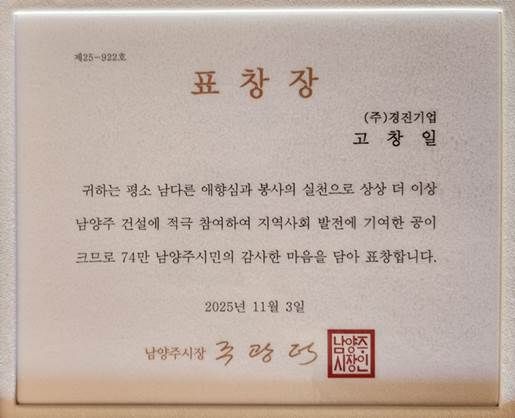 제25-922호
표 창 장
(주)경진기업
고 창 일
귀하는 평소 남다른 애향심과 봉사의 실천으로 상상 더 이상
남양주 건설에 적극 참여하여 지역사회 발전에 기여한 공이
크므로 74만 남양주시민의 감사한 마음을 담아 표창합니다.
2025년 11월 3일
남양주시장 주광덕
남양주
시장인